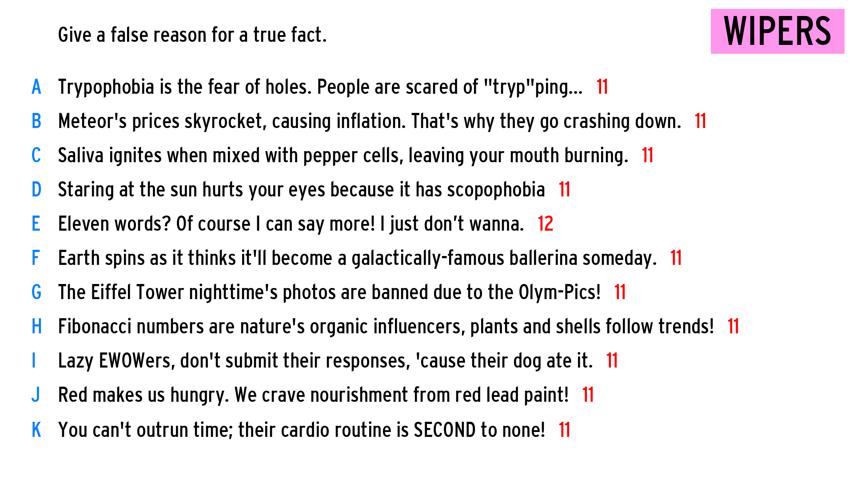 Give a false reason for a true fact.
WIPERS
A Trypophobia is the fear of holes. People are scared of "tryp"ping... 11
B Meteor's prices skyrocket, causing inflation. That's why they go crashing down. 11
C Saliva ignites when mixed with pepper cells, leaving your mouth burning. 11
D Staring at the sun hurts your eyes because it has scopophobia 11
E Eleven words? Of course I can say more! I just don’t wanna. 12
F Earth spins as it thinks it'll become a galactically-famous ballerina someday. 11
G The Eiffel Tower nighttime's photos are banned due to the Olym-Pics! 11
H Fibonacci numbers are nature's organic influencers, plants and shells follow trends! 11
I Lazy EWOWers, don't submit their responses, 'cause their dog ate it. 11
J Red makes us hungry. We crave nourishment from red lead paint! 11
K You can't outrun time; their cardio routine is SECOND to none! 11